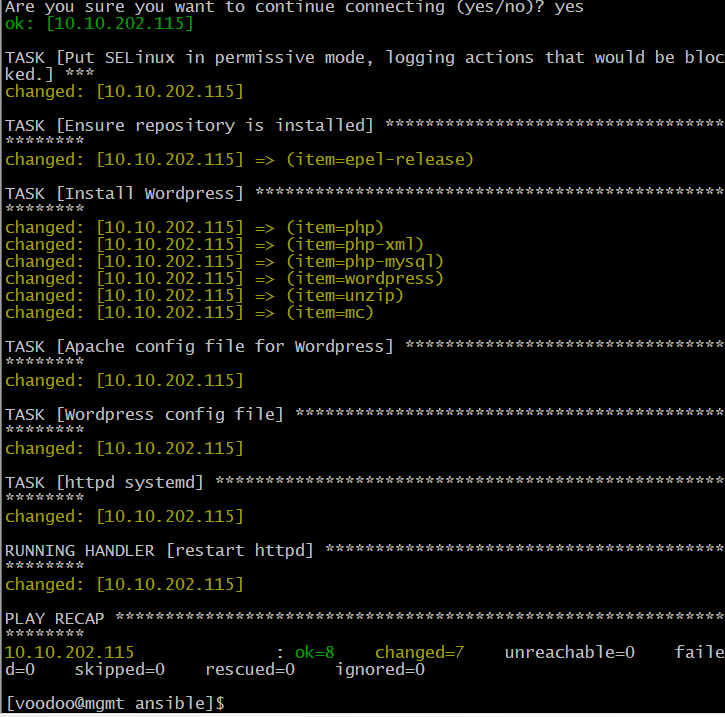 Are you sure you want to continue connecting (yes/no)? yes
ok: [10.10.202.115]
TASK [Put SELinux in permissive mode, logging actions that would be bloc
ked.] ***
changed: [10.10.202.115]
TASK [Ensure repository is installed] **********************************
********
changed: [10.10.202.115] => (item=epel-release)
TASK [Install Wordpress] ***********************************************
********
changed: [10.10.202.115] => (item=php)
changed: [10.10.202.115] => (item=php-xml)
changed: [10.10.202.115] => (item=php-mysql)
changed: [10.10.202.115] => (item=wordpress)
changed: [10.10.202.115] => (item=unzip)
changed: [10.10.202.115] => (item=mc)
TASK [Apache config file for Wordpress] ********************************
********
changed: [10.10.202.115]
TASK [Wordpress config file] *******************************************
********
changed: [10.10.202.115]
TASK [httpd systemd] ***************************************************
********
changed: [10.10.202.115]
RUNNING HANDLER [restart httpd] ****************************************
********
changed: [10.10.202.115]
PLAY RECAP *************************************************************
********
10.10.202.115              : ok=8    changed=7    unreachable=0    faile
d=0    skipped=0    rescued=0    ignored=0
[voodoo@mgmt ansible]$